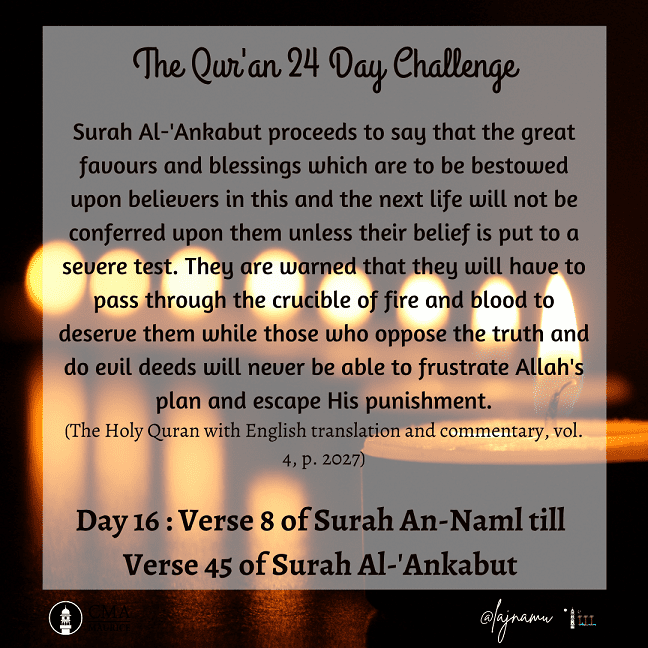 The Qur'an 24 Day Challenge
Surah Al-'Ankabut proceeds to say that the great
favours and blessings which are to be bestowed
upon believers in this and the next life will not be
conferred upon them unless their belief is put to a
severe test. They are warned that they will have to
pass through the crucible of fire and blood to
deserve them while those who oppose the truth and
do evil deeds will never be able to frustrate Allah's
plan and escape His punishment.
(The Holy Quran with English translation and commentary, vol.
4, p. 2027)
Day 16 : Verse 8 of Surah An-Naml till
Verse 45 of Surah Al-'Ankabut
@lajnamu